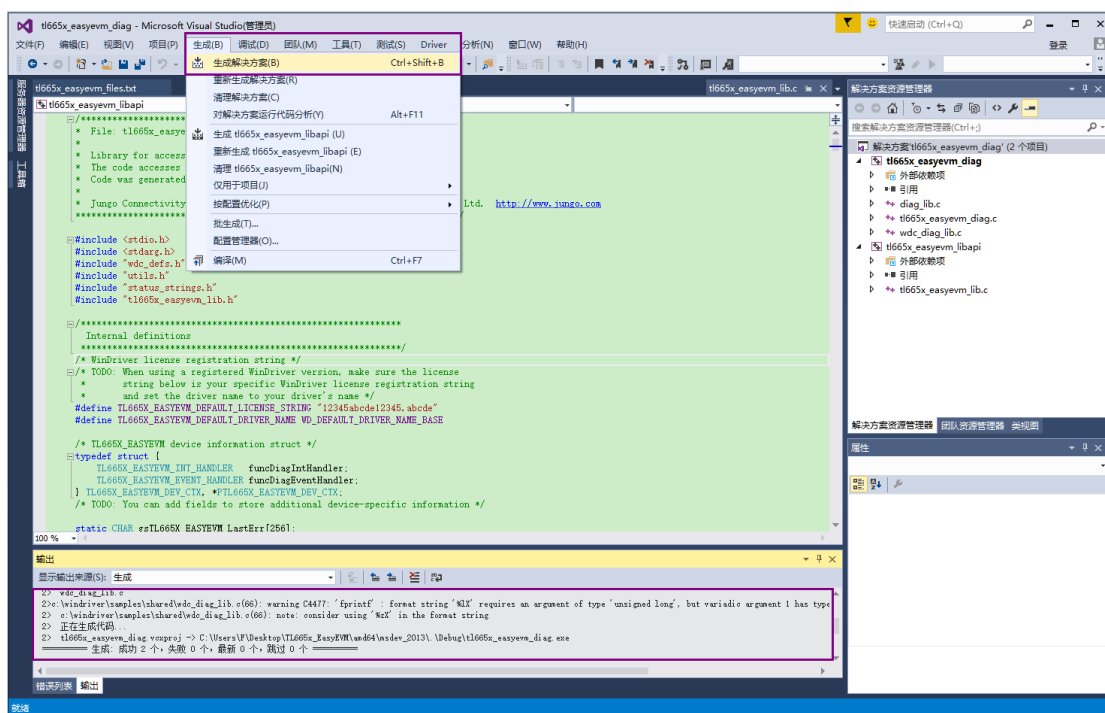 tl665x_easyevm_diag - Microsoft Visual Studio(管理员)
快速启动 (Ctrl+Q)
文件(F) 编辑(E) 视图(V) 项目(P) 生成(B) 调试(D) 团队(M) 工具(T) 测试(S) Driver 分析(N) 窗口(W) 帮助(H) 登录
生成解决方案(B) Ctrl+Shift+B
重新生成解决方案(R)
清理解决方案(C)
对解决方案运行代码分析(Y) Alt+F11
生成 tl665x_easyevm_libapi (U)
重新生成 tl665x_easyevm_libapi (E)
清理 tl665x_easyevm_libapi(N)
仅用于项目(J)
按配置优化(P)
批生成(T)...
配置管理器(O)...
编译(M) Ctrl+F7
服务器资源管理器
工具箱
tl665x_easyevm_files.txt
tl665x_easyevm_lib.c
tl665x_easyevm_libapi
/****
* File: tl665x_easye
*
* Library for access
* The code accesses
* Code was generated
*
* Jungo Connectivity Ltd. http://www.jungo.com
#include <stdio.h>
#include <stdarg.h>
#include "wdc_defs.h"
#include "utils.h"
#include "status_strings.h"
#include "tl665x_easyevm_lib.h"
/*************************************************************
Internal definitions
*************************************************************/
/* WinDriver license registration string */
/* TODO: When using a registered WinDriver version, make sure the license
* string below is your specific WinDriver license registration string
* and set the driver name to your driver's name */
#define TL665X_EASYEVM_DEFAULT_LICENSE_STRING "12345abcde12345.abcde"
#define TL665X_EASYEVM_DEFAULT_DRIVER_NAME WD_DEFAULT_DRIVER_NAME_BASE
/* TL665X_EASYEVM device information struct */
typedef struct {
TL665X_EASYEVM_INT_HANDLER funcDiagIntHandler;
TL665X_EASYEVM_EVENT_HANDLER funcDiagEventHandler;
} TL665X_EASYEVM_DEV_CTX, *PTL665X_EASYEVM_DEV_CTX;
/* TODO: You can add fields to store additional device-specific information */
static CHAR gsTL665X_EASYEVM_LastErr[256];
100 %
解决方案资源管理器
搜索解决方案资源管理器(Ctrl+;)
解决方案'tl665x_easyevm_diag' (2 个项目)
tl665x_easyevm_diag
外部依赖项
引用
diag_lib.c
tl665x_easyevm_diag.c
wdc_diag_lib.c
tl665x_easyevm_libapi
外部依赖项
引用
tl665x_easyevm_lib.c
解决方案资源管理器 团队资源管理器 类视图
属性
输出
显示输出来源(S): 生成
2> wdc_diag_lib.c
2>c:\windriver\samples\shared\wdc_diag_lib.c(66): warning C4477: 'fprintf' : format string '%lX' requires an argument of type 'unsigned long', but variadic argument 1 has type
2> c:\windriver\samples\shared\wdc_diag_lib.c(66): note: consider using '%zX' in the format string
2> 正在生成代码...
2> tl665x_easyevm_diag.vcxproj -> C:\Users\P\Desktop\TL665x_EasyEVM\amd64\msdev_2013\.\Debug\tl665x_easyevm_diag.exe
========== 生成: 成功 2 个，失败 0 个，最新 0 个，跳过 0 个 ==========
错误列表 输出
就绪